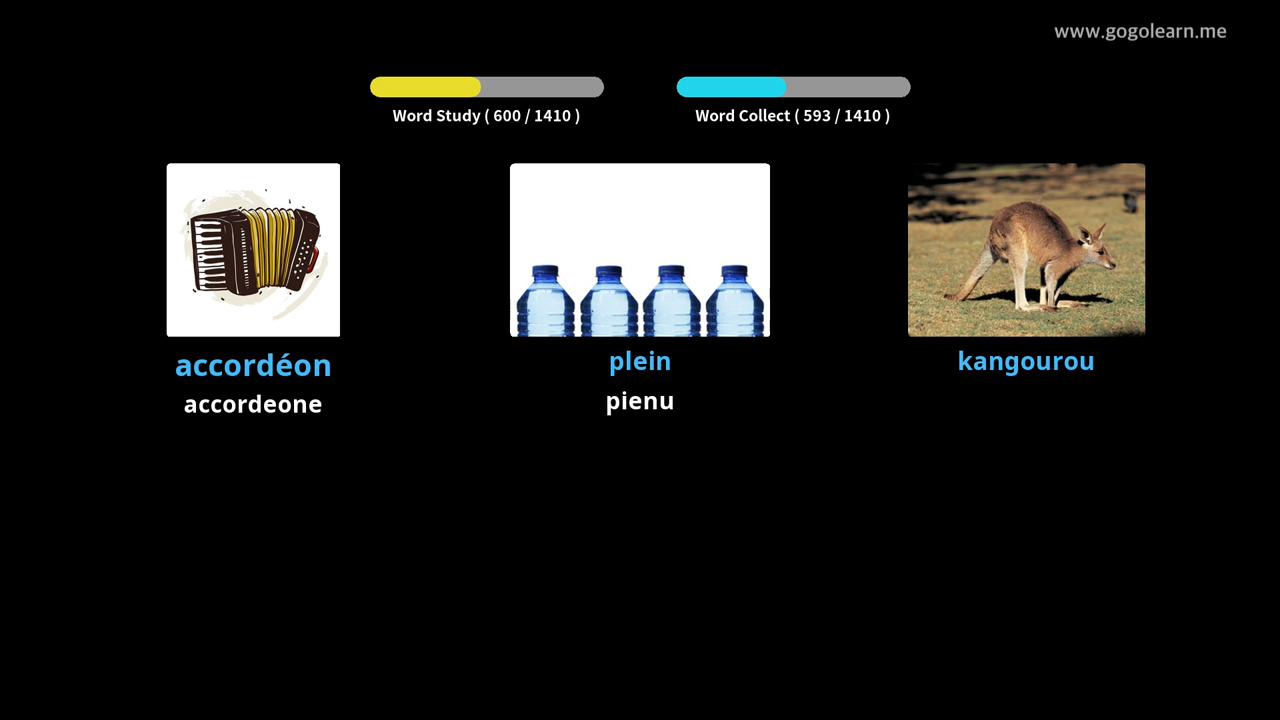 www.gogolearn.me
Word Study ( 600 / 1410 )
Word Collect ( 593 / 1410 )
accordéon
accordeone
plein
pienu
kangourou